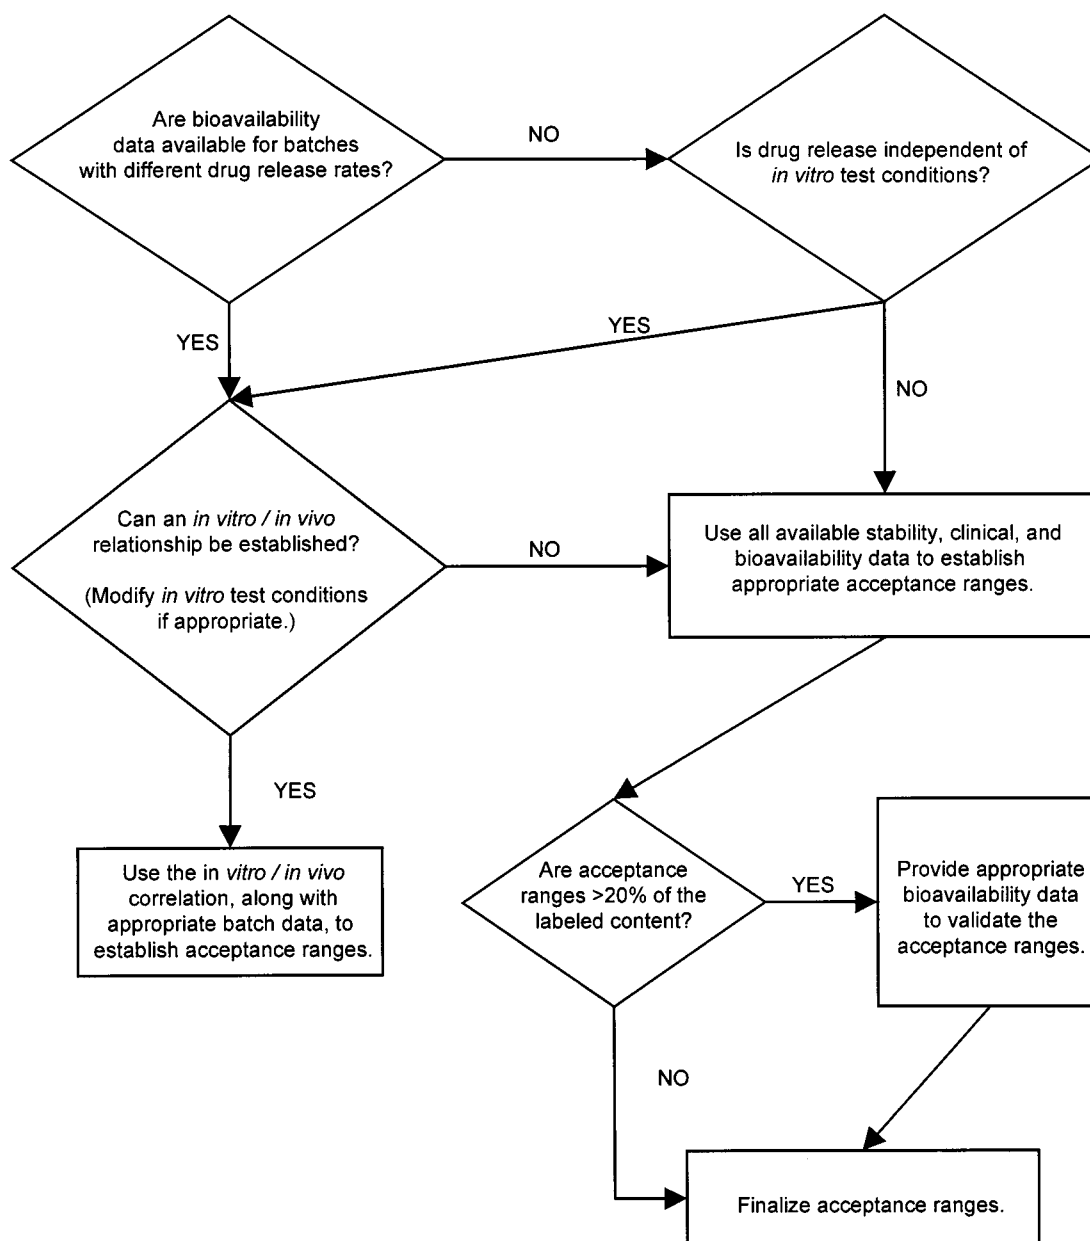 Are bioavailability
data available for batches
with different drug release rates?
NO
Is drug release independent of
in vitro test conditions?
YES
YES
NO
Can an in vitro / in vivo
relationship be established?
(Modify in vitro test conditions
if appropriate.)
NO
Use all available stability, clinical, and
bioavailability data to establish
appropriate acceptance ranges.
YES
Use the in vitro / in vivo
correlation, along with
appropriate batch data, to
establish acceptance ranges.
Are acceptance
ranges >20% of the
labeled content?
YES
Provide appropriate
bioavailability data
to validate the
acceptance ranges.
NO
Finalize acceptance ranges.